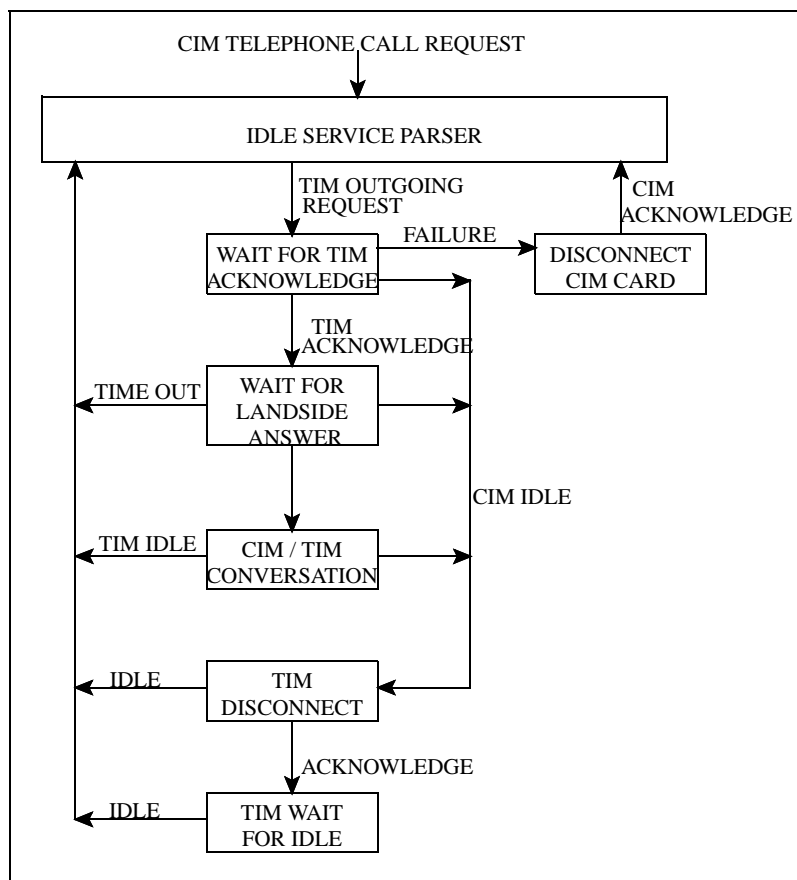 CIM TELEPHONE CALL REQUEST
IDLE SERVICE PARSER
TIM OUTGOING
REQUEST
CIM
ACKNOWLEDGE
FAILURE
WAIT FOR TIM
ACKNOWLEDGE
DISCONNECT
CIM CARD
TIM
ACKNOWLEDGE
TIME OUT
WAIT FOR
LANDSIDE
ANSWER
CIM IDLE
TIM IDLE
CIM / TIM
CONVERSATION
IDLE
TIM
DISCONNECT
ACKNOWLEDGE
IDLE
TIM WAIT
FOR IDLE